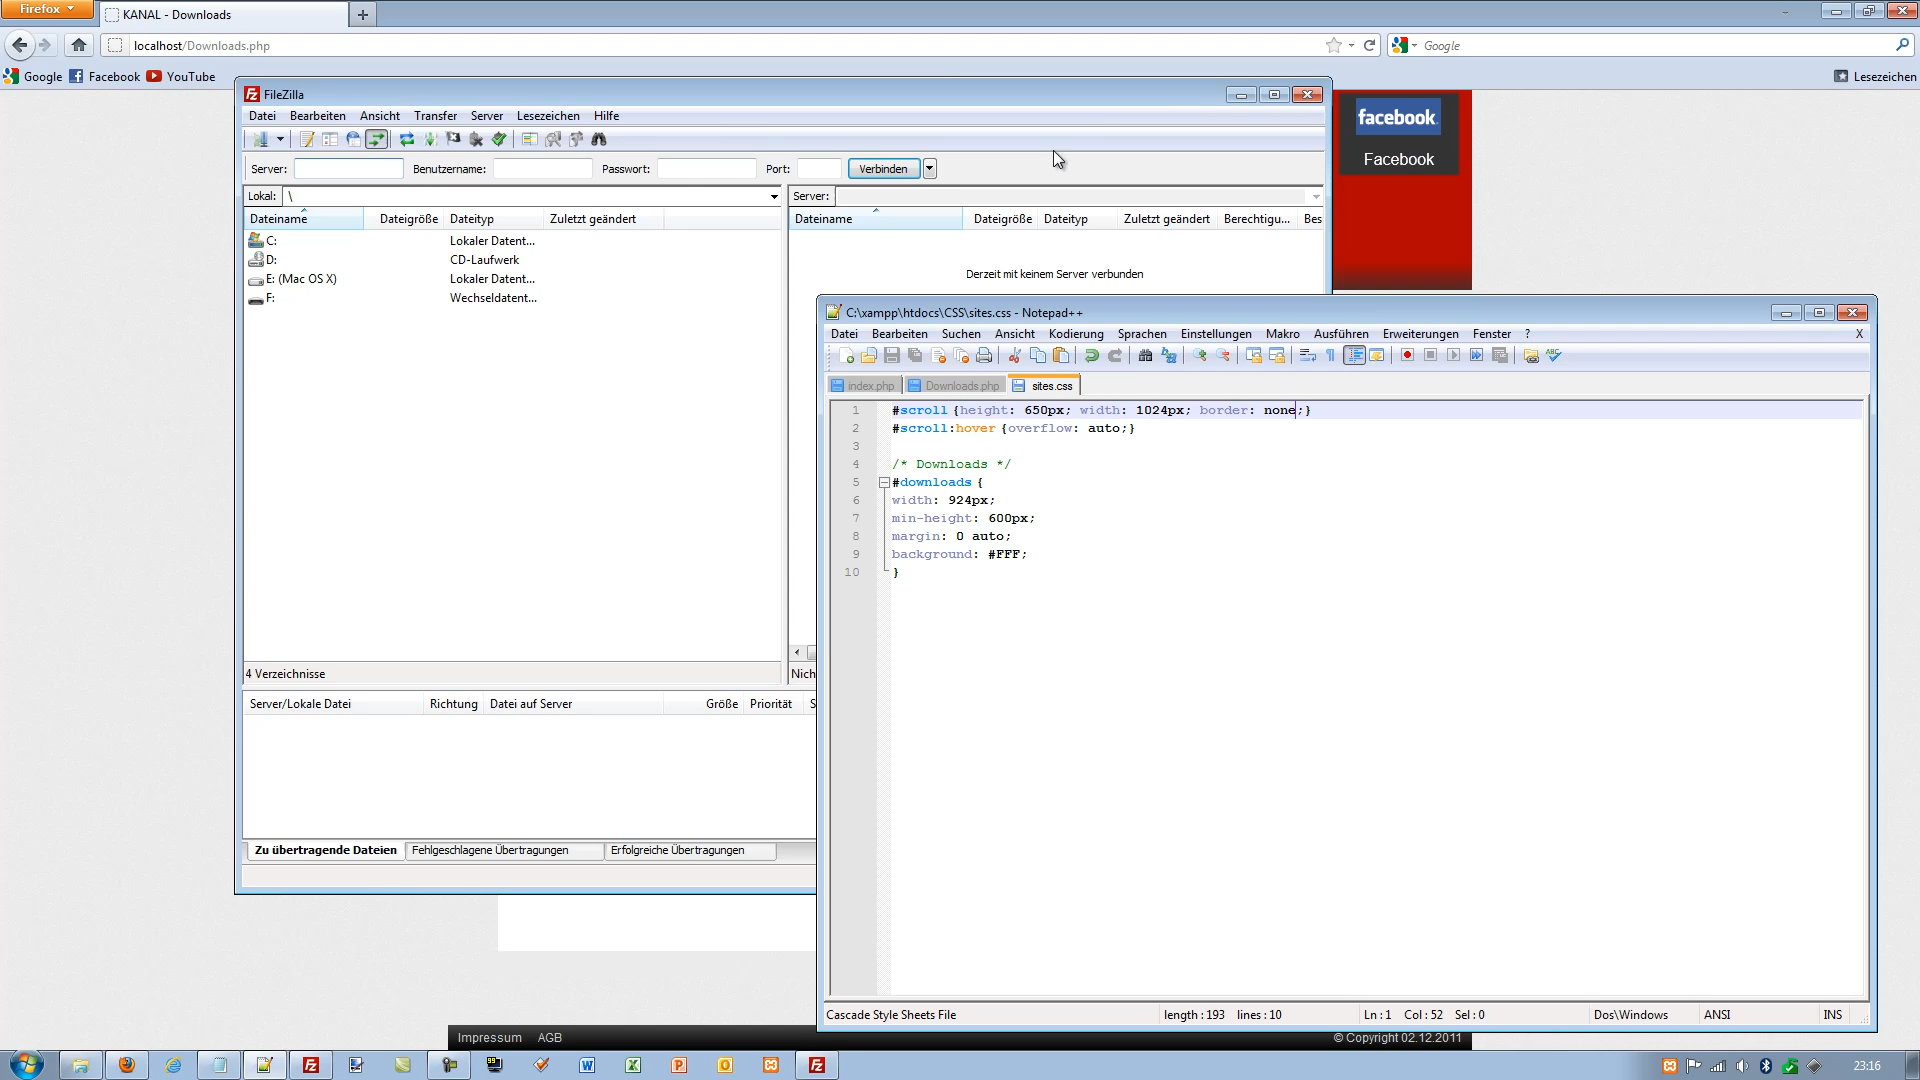 Firefox
KANAL - Downloads
localhost/Downloads.php
Google
Google Facebook YouTube
Lesezeichen
FileZilla
Datei Bearbeiten Ansicht Transfer Server Lesezeichen Hilfe
Server: Benutzername: Passwort: Port: Verbinden
Lokal: \
Server:
Dateiname Dateigröße Dateityp Zuletzt geändert
Dateiname Dateigröße Dateityp Zuletzt geändert Berechtigu... Bes
C: Lokaler Datent...
D: CD-Laufwerk
E: (Mac OS X) Lokaler Datent...
F: Wechseldatent...
Derzeit mit keinem Server verbunden
4 Verzeichnisse
Nich
Server/Lokale Datei Richtung Datei auf Server Größe Priorität S
Zu übertragende Dateien Fehlgeschlagene Übertragungen Erfolgreiche Übertragungen
facebook
Facebook
C:\xampp\htdocs\CSS\sites.css - Notepad++
Datei Bearbeiten Suchen Ansicht Kodierung Sprachen Einstellungen Makro Ausführen Erweiterungen Fenster ? X
index.php Downloads.php sites.css
1 #scroll {height: 650px; width: 1024px; border: none;}
2 #scroll:hover {overflow: auto;}
3
4 /* Downloads */
5 #downloads {
6 width: 924px;
7 min-height: 600px;
8 margin: 0 auto;
9 background: #FFF;
10 }
Cascade Style Sheets File length : 193 lines : 10 Ln : 1 Col : 52 Sel : 0 Dos\Windows ANSI INS
Impressum AGB
© Copyright 02.12.2011
23:16